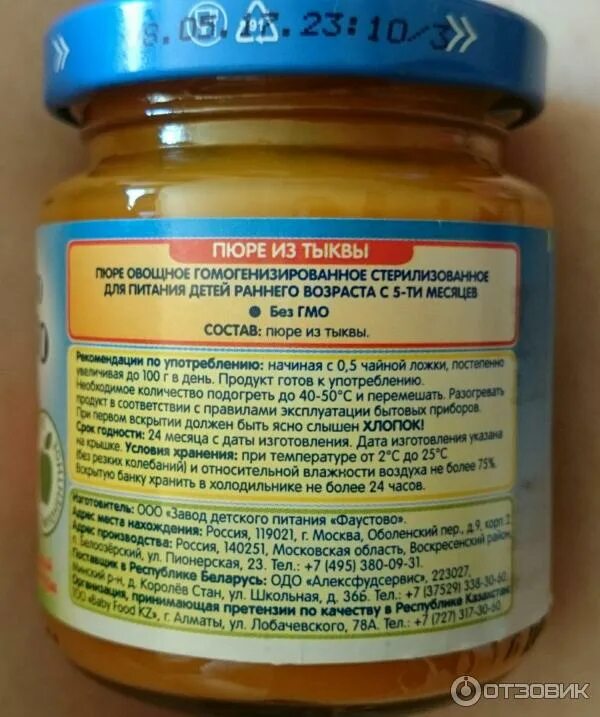 8.05.17.23:10/3
ПЮРЕ ИЗ ТЫКВЫ
ПЮРЕ ОВОЩНОЕ ГОМОГЕНИЗИРОВАННОЕ СТЕРИЛИЗОВАННОЕ
ДЛЯ ПИТАНИЯ ДЕТЕЙ РАННЕГО ВОЗРАСТА С 5-ТИ МЕСЯЦЕВ
● Без ГМО
СОСТАВ: пюре из тыквы.
Рекомендации по употреблению: начиная с 0,5 чайной ложки, постепенно
увеличивая до 100 г в день. Продукт готов к употреблению.
Необходимое количество подогреть до 40-50°С и перемешать. Разогревать
продукт в соответствии с правилами эксплуатации бытовых приборов.
При первом вскрытии должен быть ясно слышен ХЛОПОК!
Срок годности: 24 месяца с даты изготовления. Дата изготовления указана
на крышке. Условия хранения: при температуре от 2°С до 25°С
(без резких колебаний) и относительной влажности воздуха не более 75%.
Вскрытую банку хранить в холодильнике не более 24 часов.
Изготовитель: ООО «Завод детского питания «Фаустово».
Адрес места нахождения: Россия, 119021, г. Москва, Оболенский пер., д.9, корп. 2.
Адрес производства: Россия, 140251, Московская область, Воскресенский район,
п. Белоозёрский, ул. Пионерская, 23. Тел.: +7 (495) 380-09-31.
Поставщик в Республике Беларусь: ОДО «Алексфудсервис», 223027,
Минский р-н, д. Королёв Стан, ул. Школьная, д. 36б. Тел.: +7 (37529) 338-30-60.
Организация, принимающая претензии по качеству в Республике Казахстан:
ТОО «Baby Food KZ», г. Алматы, ул. Лобачевского, 78А. Тел.: +7 (727) 317-30-60.
ОТЗОВИК